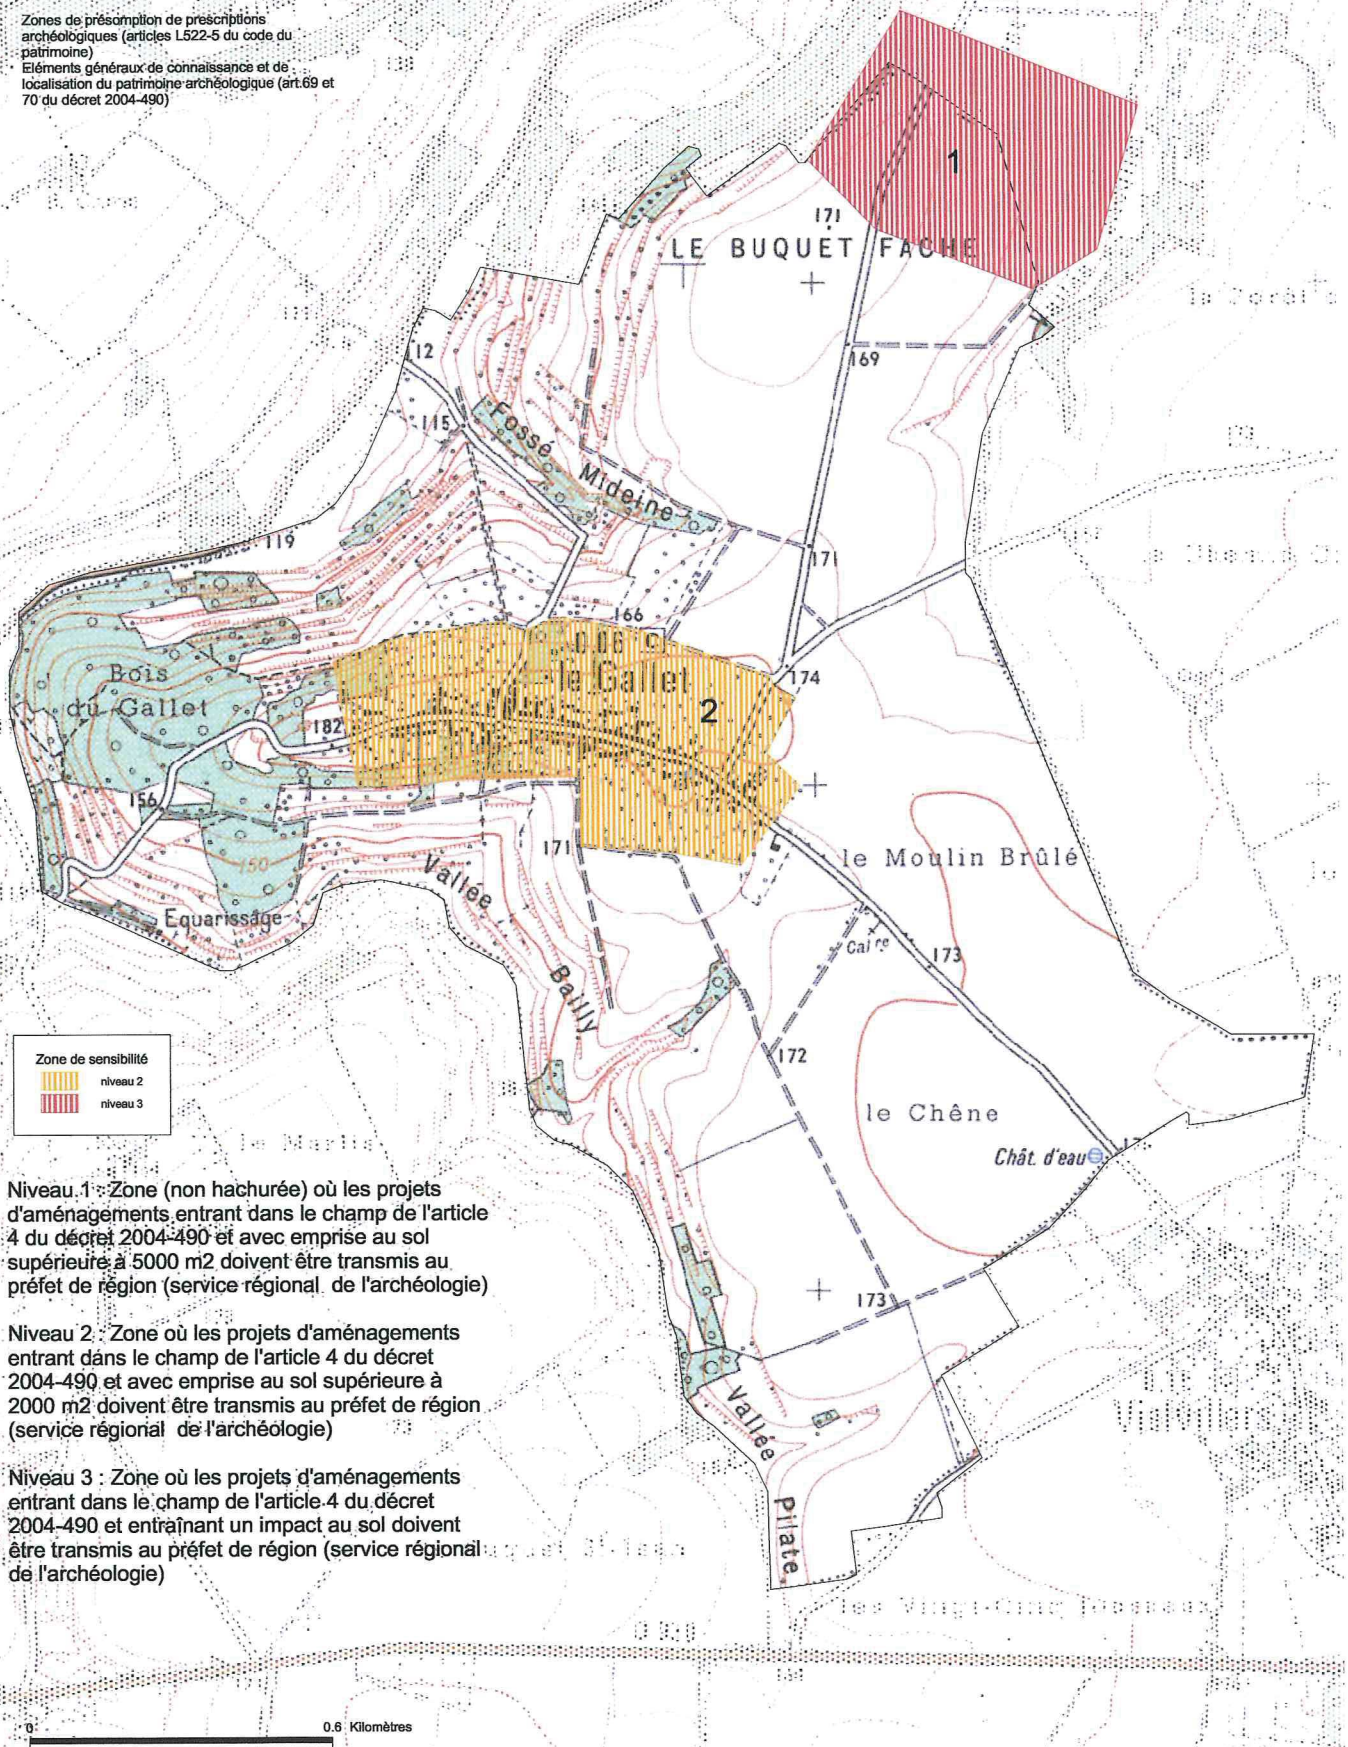 Zones de présomption de prescriptions
archéologiques (articles L522-5 du code du
patrimoine)
Eléments généraux de connaissance et de
localisation du patrimoine archéologique (art.69 et
70 du décret 2004-490)
1
171
LE BUQUET FACHE
112
169
115
Fossé Mideine
119
171
166
le Gallet
174
Bois
du Gallet
2
182
156
171
le Moulin Brûlé
150
Vallée Bailly
Equarissage
Cal re
173
172
Zone de sensibilité
niveau 2
niveau 3
le Chêne
Chât. d'eau
le Marlis
Niveau 1 : Zone (non hachurée) où les projets
d'aménagements entrant dans le champ de l'article
4 du décret 2004-490 et avec emprise au sol
supérieure à 5000 m2 doivent être transmis au
préfet de région (service régional de l'archéologie)
173
Niveau 2 : Zone où les projets d'aménagements
entrant dans le champ de l'article 4 du décret
2004-490 et avec emprise au sol supérieure à
2000 m2 doivent être transmis au préfet de région
(service régional de l'archéologie)
Vallée Pilate
Niveau 3 : Zone où les projets d'aménagements
entrant dans le champ de l'article 4 du décret
2004-490 et entraînant un impact au sol doivent
être transmis au préfet de région (service régional
de l'archéologie)
0 0.6 Kilomètres